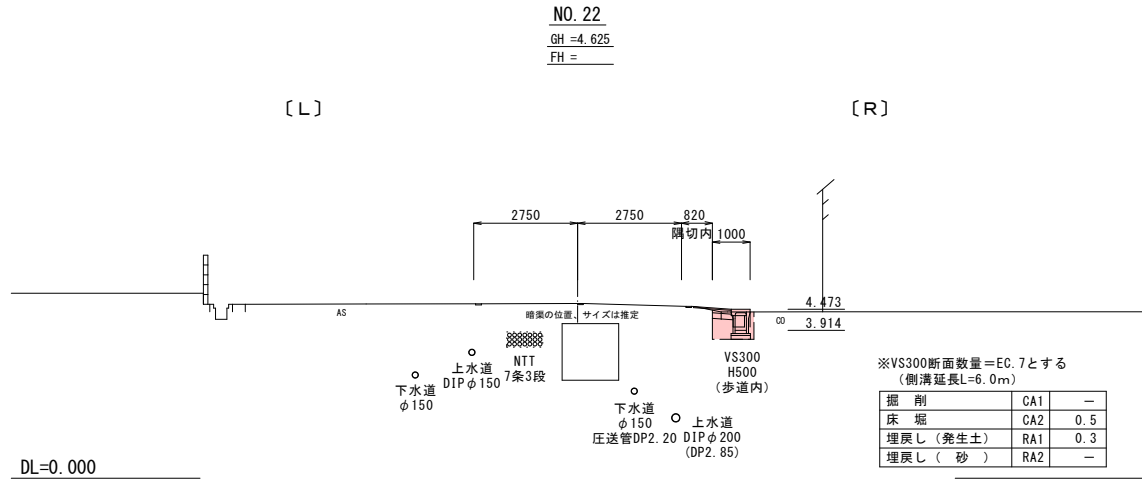 NO. 22
GH =4.625
FH =
〔L〕
〔R〕
2750
2750
820
隅切内
1000
AS
暗渠の位置、サイズは推定
4.473
CO
3.914
NTT
7条3段
上水道
DIPφ150
下水道
φ150
VS300
H500
(歩道内)
下水道
φ150
圧送管DP2.20
上水道
DIPφ200
(DP2.85)
※VS300断面数量=EC.7とする
(側溝延長L=6.0m)
掘 削 CA1 －
床 堀 CA2 0.5
埋戻し(発生土) RA1 0.3
埋戻し( 砂 ) RA2 －
DL=0.000